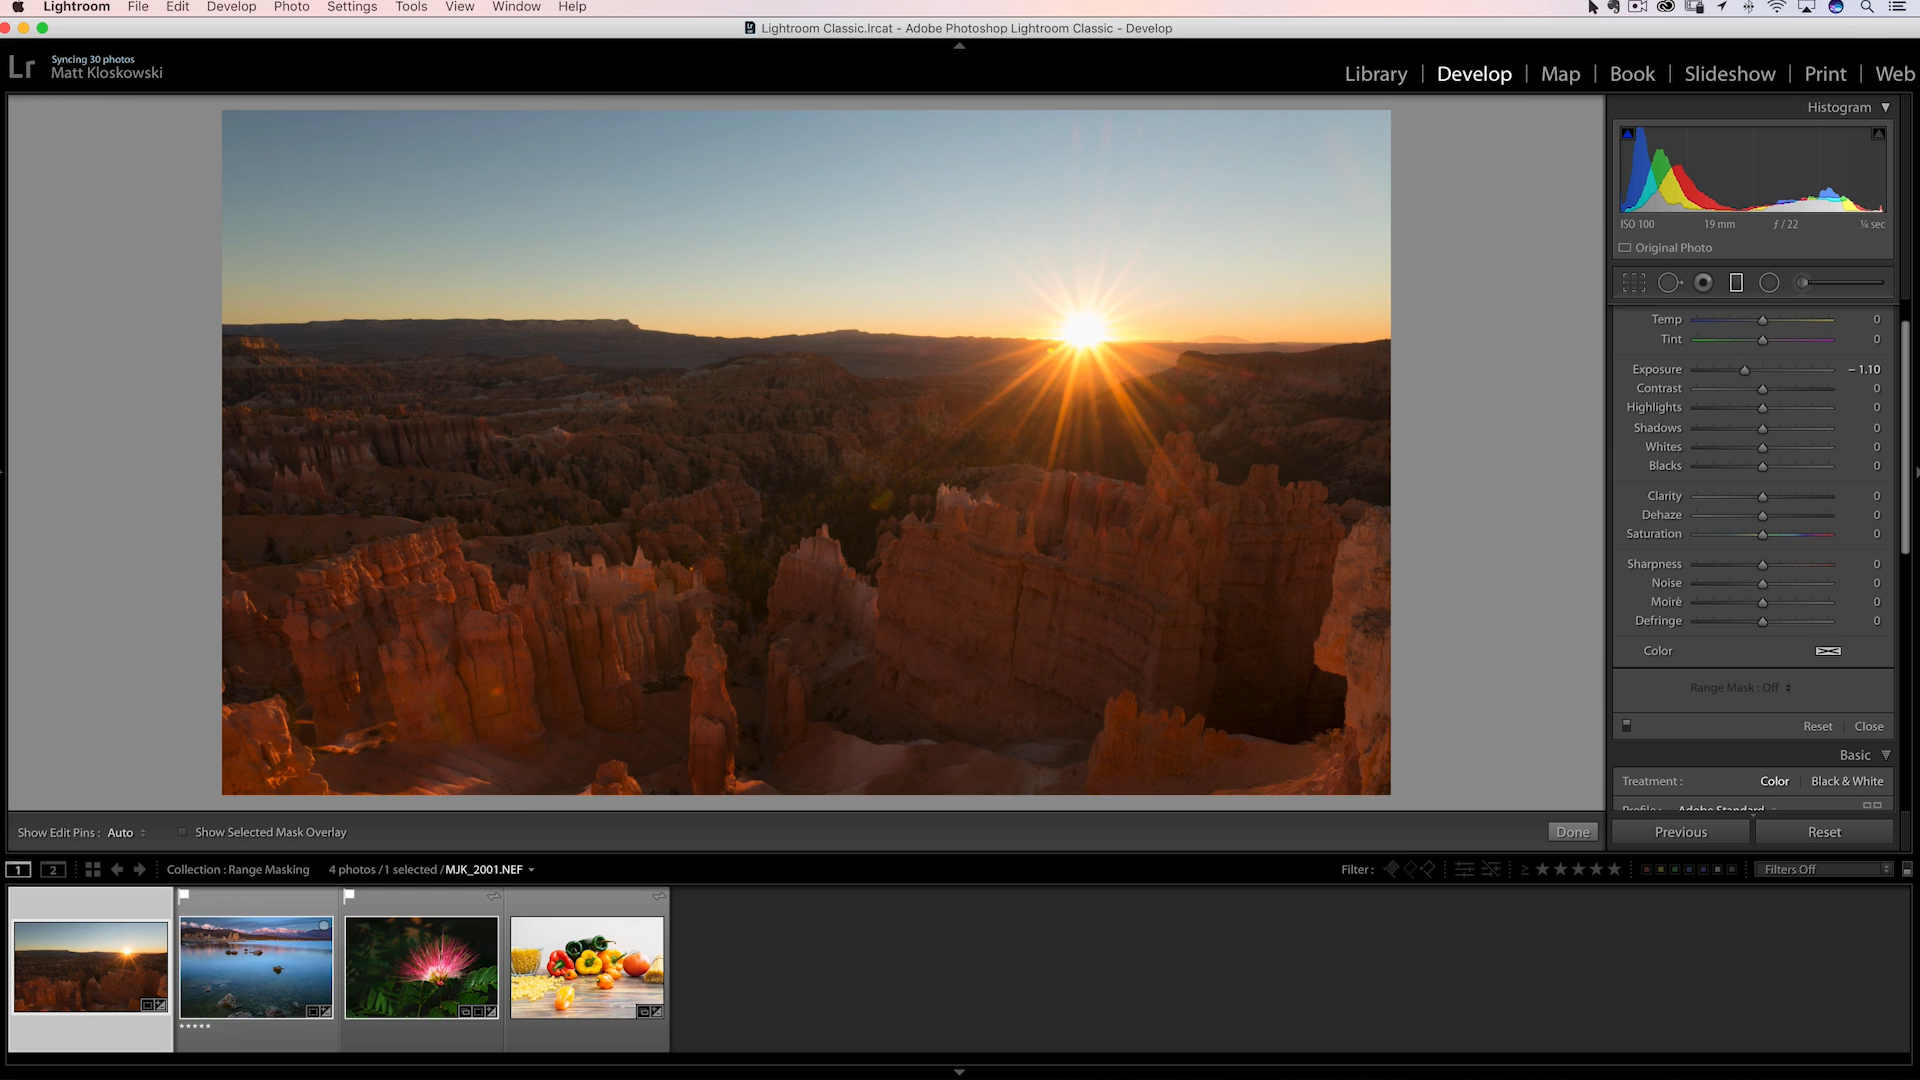 Lightroom File Edit Develop Photo Settings Tools View Window Help
Lightroom Classic.lrcat - Adobe Photoshop Lightroom Classic - Develop
Lr
Syncing 30 photos
Matt Kloskowski
Library | Develop | Map | Book | Slideshow | Print | Web
Histogram
ISO 100 19 mm ƒ / 22 ¼ sec
Original Photo
Temp 0
Tint 0
Exposure – 1.10
Contrast 0
Highlights 0
Shadows 0
Whites 0
Blacks 0
Clarity 0
Dehaze 0
Saturation 0
Sharpness 0
Noise 0
Moiré 0
Defringe 0
Color
Range Mask : Off
Reset Close
Basic
Treatment : Color Black & White
Profile : Adobe Standard
Show Edit Pins : Auto Show Selected Mask Overlay Done
Previous Reset
1 2 Collection : Range Masking 4 photos / 1 selected / MJK_2001.NEF Filter : ≥ ★★★★★ Filters Off
★★★★★